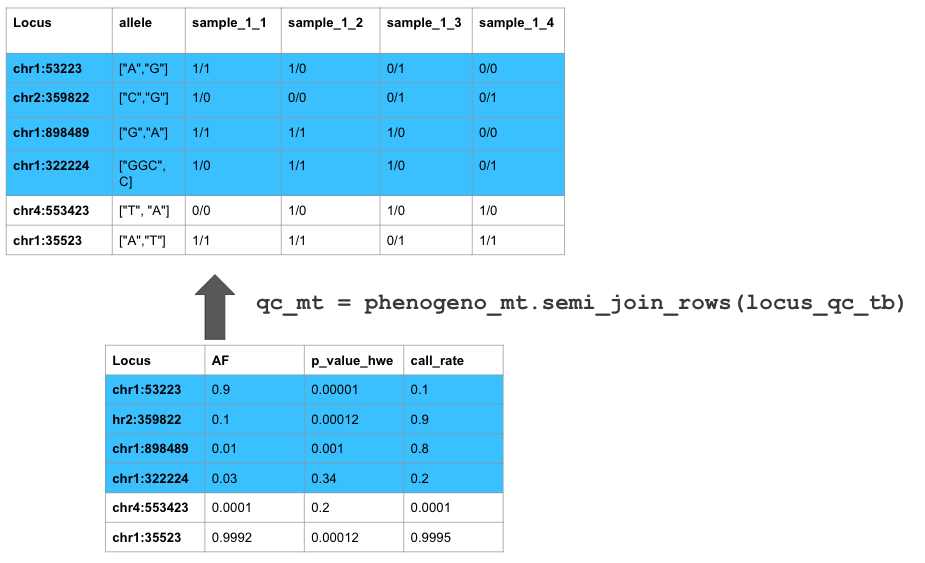 Locus allele sample_1_1 sample_1_2 sample_1_3 sample_1_4
chr1:53223 ["A","G"] 1/1 1/0 0/1 0/0
chr2:359822 ["C","G"] 1/0 0/0 0/1 0/1
chr1:898489 ["G","A"] 1/1 1/1 1/0 0/0
chr1:322224 ["GGC", 1/0 1/1 1/0 0/1
C]
chr4:553423 ["T", "A"] 0/0 1/0 1/0 1/0
chr1:35523 ["A","T"] 1/1 1/1 0/1 1/1
qc_mt = phenogeno_mt.semi_join_rows(locus_qc_tb)
Locus AF p_value_hwe call_rate
chr1:53223 0.9 0.00001 0.1
hr2:359822 0.1 0.00012 0.9
chr1:898489 0.01 0.001 0.8
chr1:322224 0.03 0.34 0.2
chr4:553423 0.0001 0.2 0.0001
chr1:35523 0.9992 0.00012 0.9995